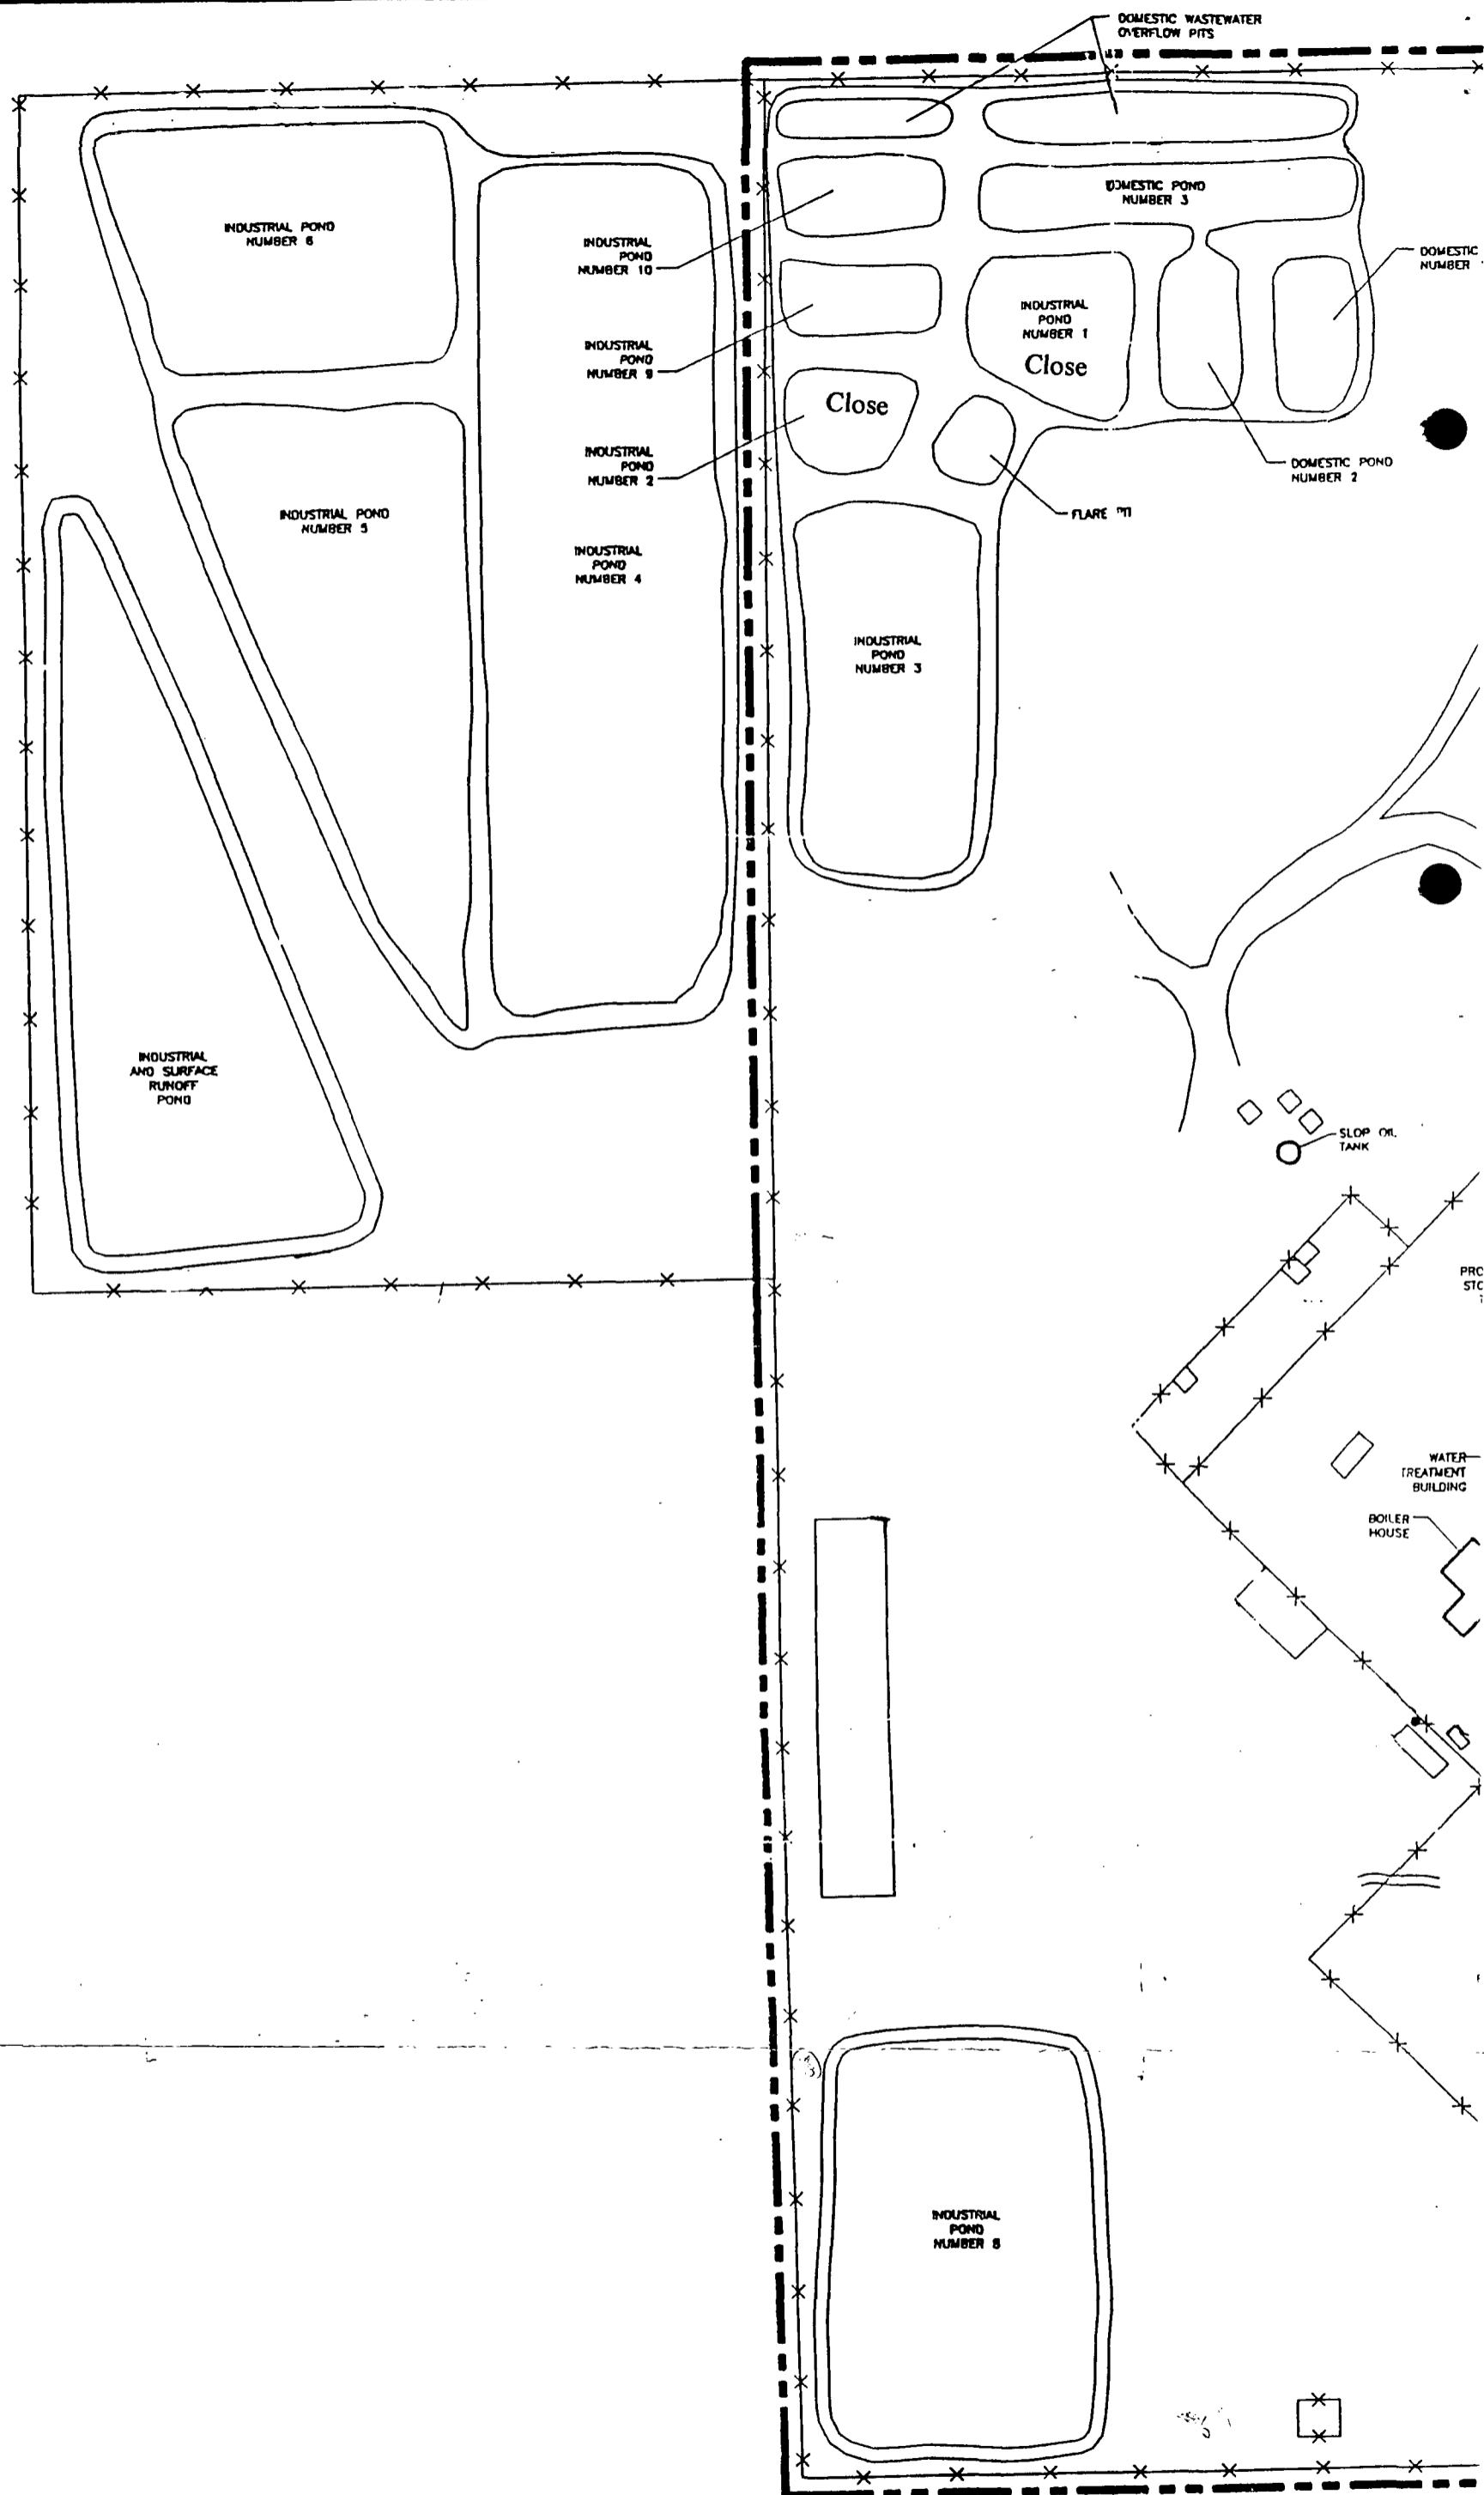 DOMESTIC WASTEWATER
OVERFLOW PITS
INDUSTRIAL POND
NUMBER 6
INDUSTRIAL
POND
NUMBER 10
DOMESTIC POND
NUMBER 3
DOMESTIC
NUMBER
INDUSTRIAL
POND
NUMBER 1
Close
INDUSTRIAL
POND
NUMBER 9
Close
INDUSTRIAL
POND
NUMBER 2
DOMESTIC POND
NUMBER 2
FLARE
INDUSTRIAL POND
NUMBER 5
INDUSTRIAL
POND
NUMBER 4
INDUSTRIAL
POND
NUMBER 3
INDUSTRIAL
AND SURFACE
RUNOFF
POND
SLOP OIL
TANK
PRO
STO
WATER
TREATMENT
BUILDING
BOILER
HOUSE
INDUSTRIAL
POND
NUMBER 8